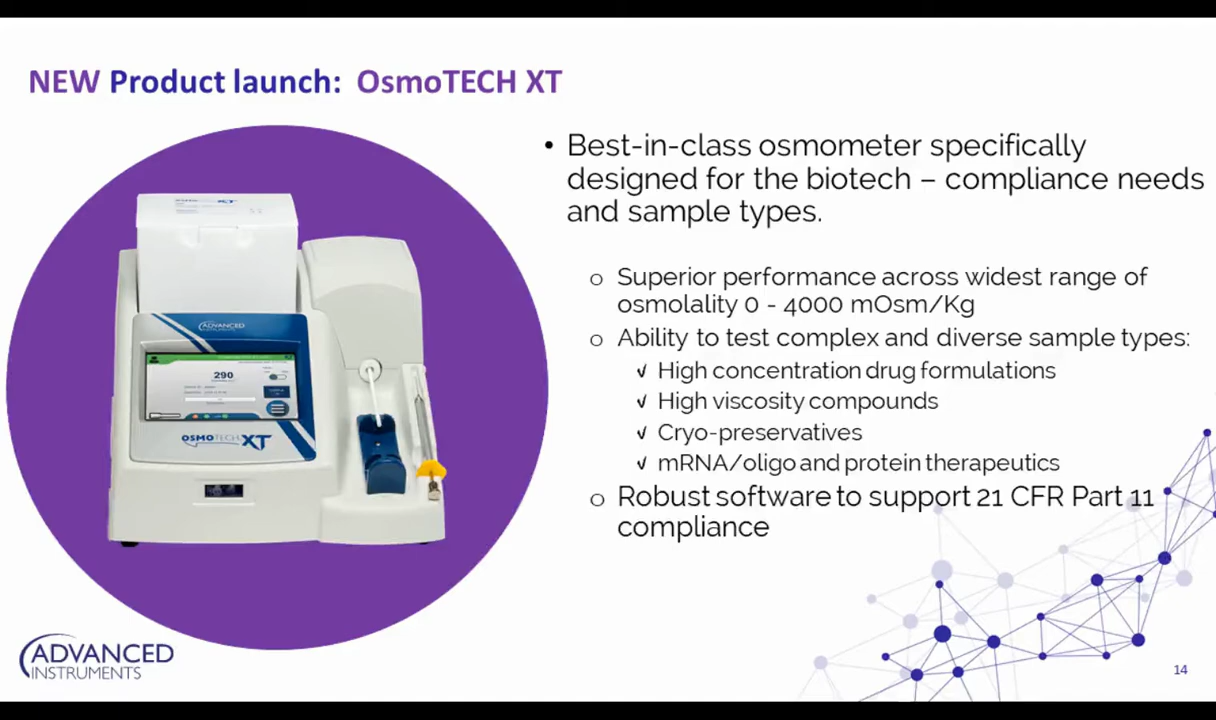 NEW Product launch: OsmoTECH XT
• Best-in-class osmometer specifically
designed for the biotech – compliance needs
and sample types.
o Superior performance across widest range of
osmolality 0 - 4000 mOsm/Kg
o Ability to test complex and diverse sample types:
✓ High concentration drug formulations
✓ High viscosity compounds
✓ Cryo-preservatives
✓ mRNA/oligo and protein therapeutics
o Robust software to support 21 CFR Part 11
compliance
XT
ADVANCED
INSTRUMENTS
290
OSMOTECH XT
ADVANCED
INSTRUMENTS
14